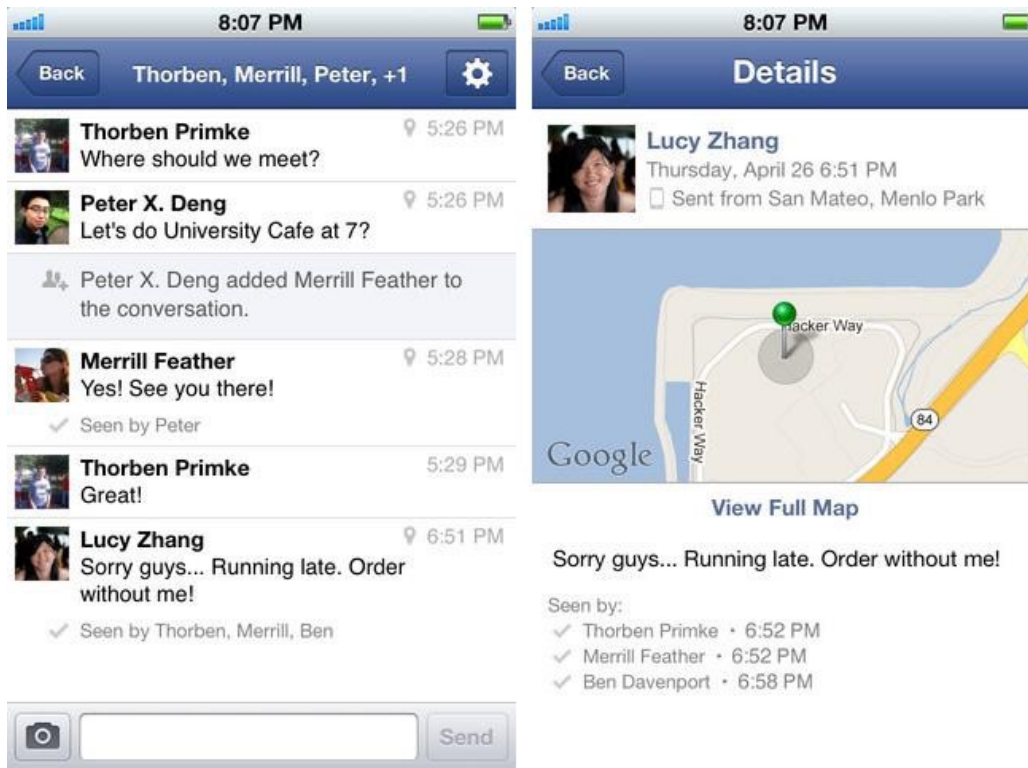 8:07 PM
Back
Thorben, Merrill, Peter, +1
Thorben Primke
5:26 PM
Where should we meet?
Peter X. Deng
5:26 PM
Let's do University Cafe at 7?
Peter X. Deng added Merrill Feather to
the conversation.
Merrill Feather
5:28 PM
Yes! See you there!
Seen by Peter
Thorben Primke
5:29 PM
Great!
Lucy Zhang
6:51 PM
Sorry guys... Running late. Order
without me!
Seen by Thorben, Merrill, Ben
Send
8:07 PM
Back
Details
Lucy Zhang
Thursday, April 26 6:51 PM
Sent from San Mateo, Menlo Park
Hacker Way
Hacker Way
84
Google
View Full Map
Sorry guys... Running late. Order without me!
Seen by:
Thorben Primke • 6:52 PM
Merrill Feather • 6:52 PM
Ben Davenport • 6:58 PM